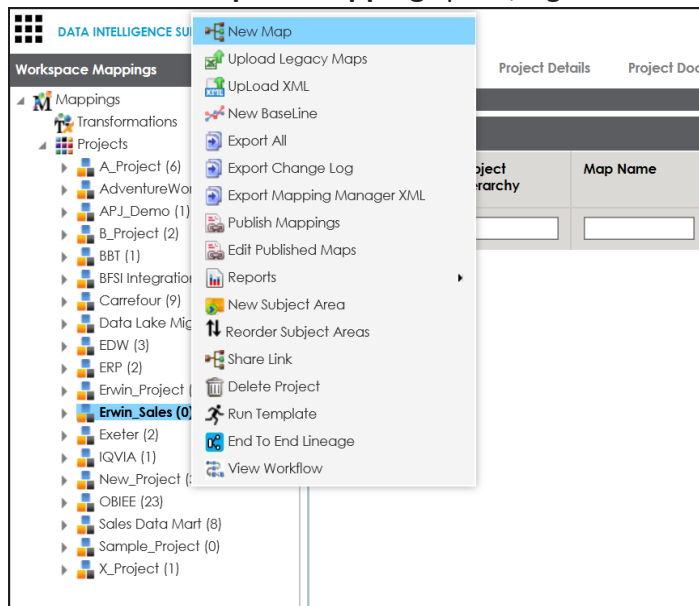 DATA INTELLIGENCE SU
Workspace Mappings
Mappings
Transformations
Projects
A_Project (6)
AdventureWor
APJ_Demo (1)
B_Project (2)
BBT (1)
BFSI Integration
Carrefour (9)
Data Lake Mig
EDW (3)
ERP (2)
Erwin_Project (
Erwin_Sales (0)
Exeter (2)
IQVIA (1)
New_Project (
OBIEE (23)
Sales Data Mart (8)
Sample_Project (0)
X_Project (1)
New Map
Upload Legacy Maps
UpLoad XML
New BaseLine
Export All
Export Change Log
Export Mapping Manager XML
Publish Mappings
Edit Published Maps
Reports
New Subject Area
Reorder Subject Areas
Share Link
Delete Project
Run Template
End To End Lineage
View Workflow
Project Details
Project Doc
oject
rarchy
Map Name